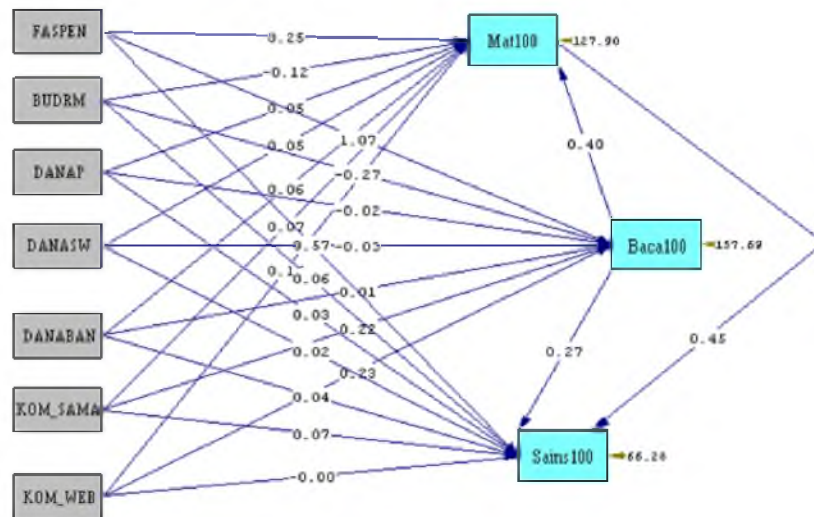 FASPEN
BUDRM
DANAP
DANASW
DANABAN
KOM_SAMA
KOM_WEB
0.25
-0.12
0.05
0.05
0.06
0.07
1.07
-0.27
-0.02
0.57
-0.03
0.06
0.01
0.03
0.22
0.02
0.23
0.04
0.07
-0.00
Mat100
127.90
0.40
Baca100
157.69
0.27
0.45
Sains100
66.28